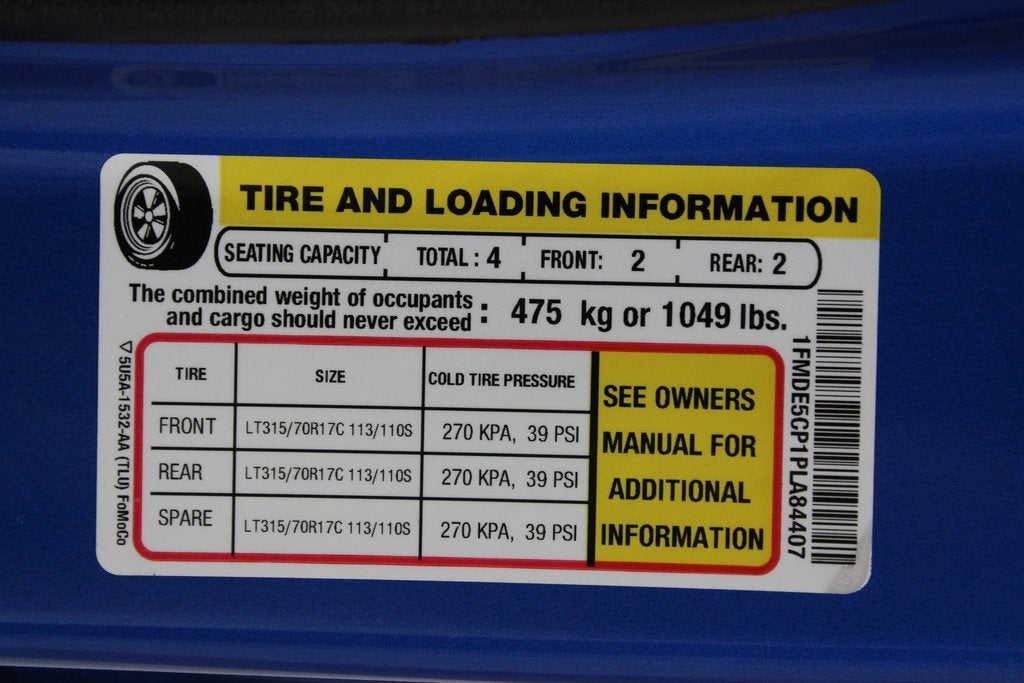 TIRE AND LOADING INFORMATION
SEATING CAPACITY TOTAL : 4 FRONT: 2 REAR: 2
The combined weight of occupants
and cargo should never exceed : 475 kg or 1049 lbs.
TIRE SIZE COLD TIRE PRESSURE
FRONT LT315/70R17C 113/110S 270 KPA, 39 PSI
REAR LT315/70R17C 113/110S 270 KPA, 39 PSI
SPARE LT315/70R17C 113/110S 270 KPA, 39 PSI
SEE OWNERS
MANUAL FOR
ADDITIONAL
INFORMATION
1FMDE5CP1PLA84407
5U5A-1532-AA (TLU) FoMoCo